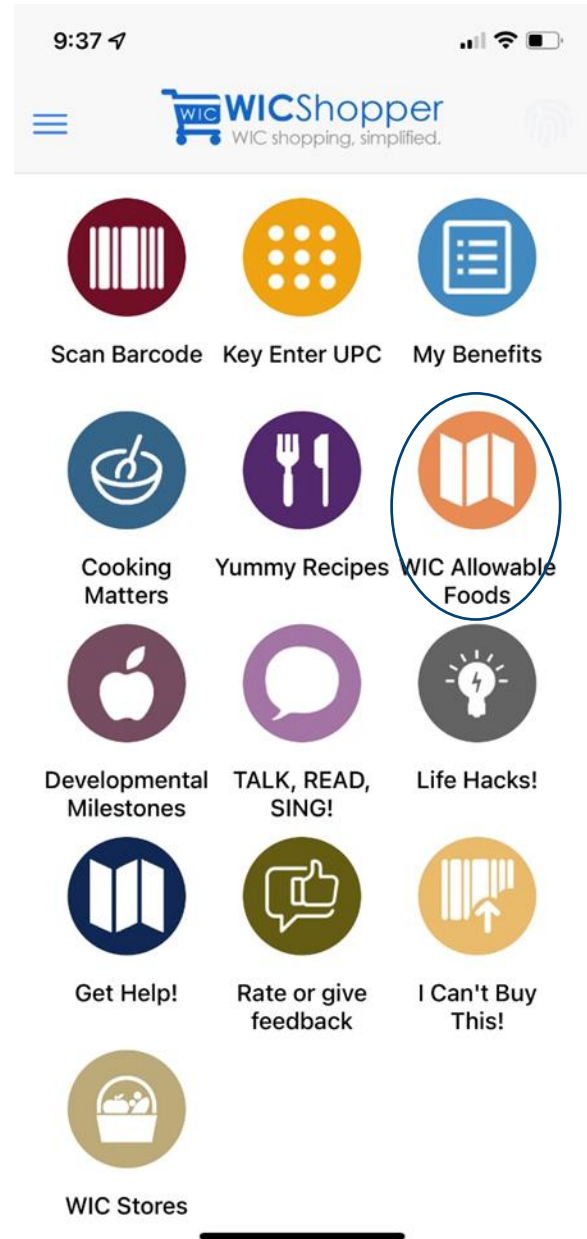 9:37
WIC WICShopper
WIC shopping, simplified.
Scan Barcode
Key Enter UPC
My Benefits
Cooking
Matters
Yummy Recipes
WIC Allowable
Foods
Developmental
Milestones
TALK, READ,
SING!
Life Hacks!
Get Help!
Rate or give
feedback
I Can't Buy
This!
WIC Stores